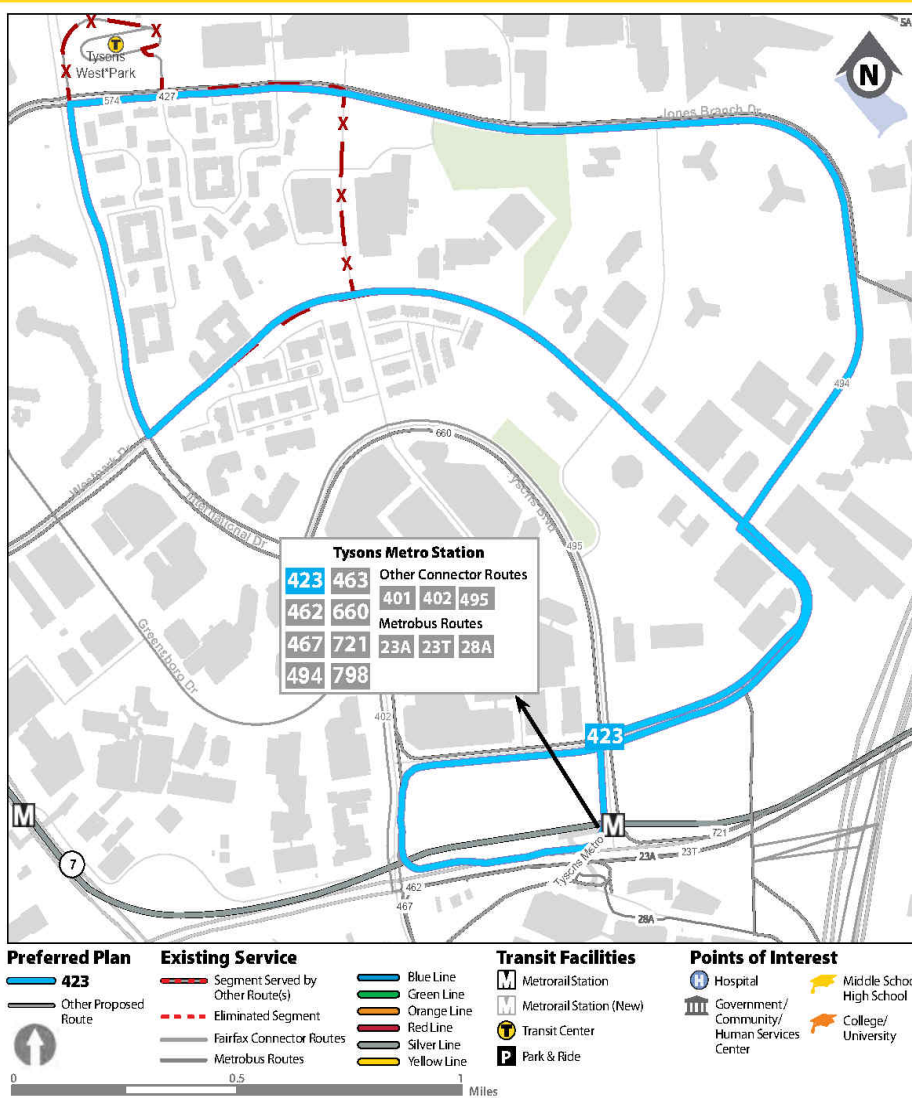 X
X
5A
T
X
Tysons
West*Park
N
574
427
Jones Branch Dr
X
X
X
494
660
Westpark Dr
International Dr
Tysons Blvd
495
Tysons Metro Station
423 463
462 660
467 721
494 798
Other Connector Routes
401 402 495
Metrobus Routes
23A 23T 28A
Greensboro Dr
402
423
M
M
721
7
23A
23T
Tysons Metro
462
467
28A
Preferred Plan
423
Other Proposed
Route
Existing Service
Segment Served by
Other Route(s)
Eliminated Segment
Fairfax Connector Routes
Metrobus Routes
Blue Line
Green Line
Orange Line
Red Line
Silver Line
Yellow Line
Transit Facilities
M Metrorail Station
M Metrorail Station (New)
T Transit Center
P Park & Ride
Points of Interest
H Hospital
Government/
Community/
Human Services
Center
Middle Schoo
High School
College/
University
0 0.5 1
Miles